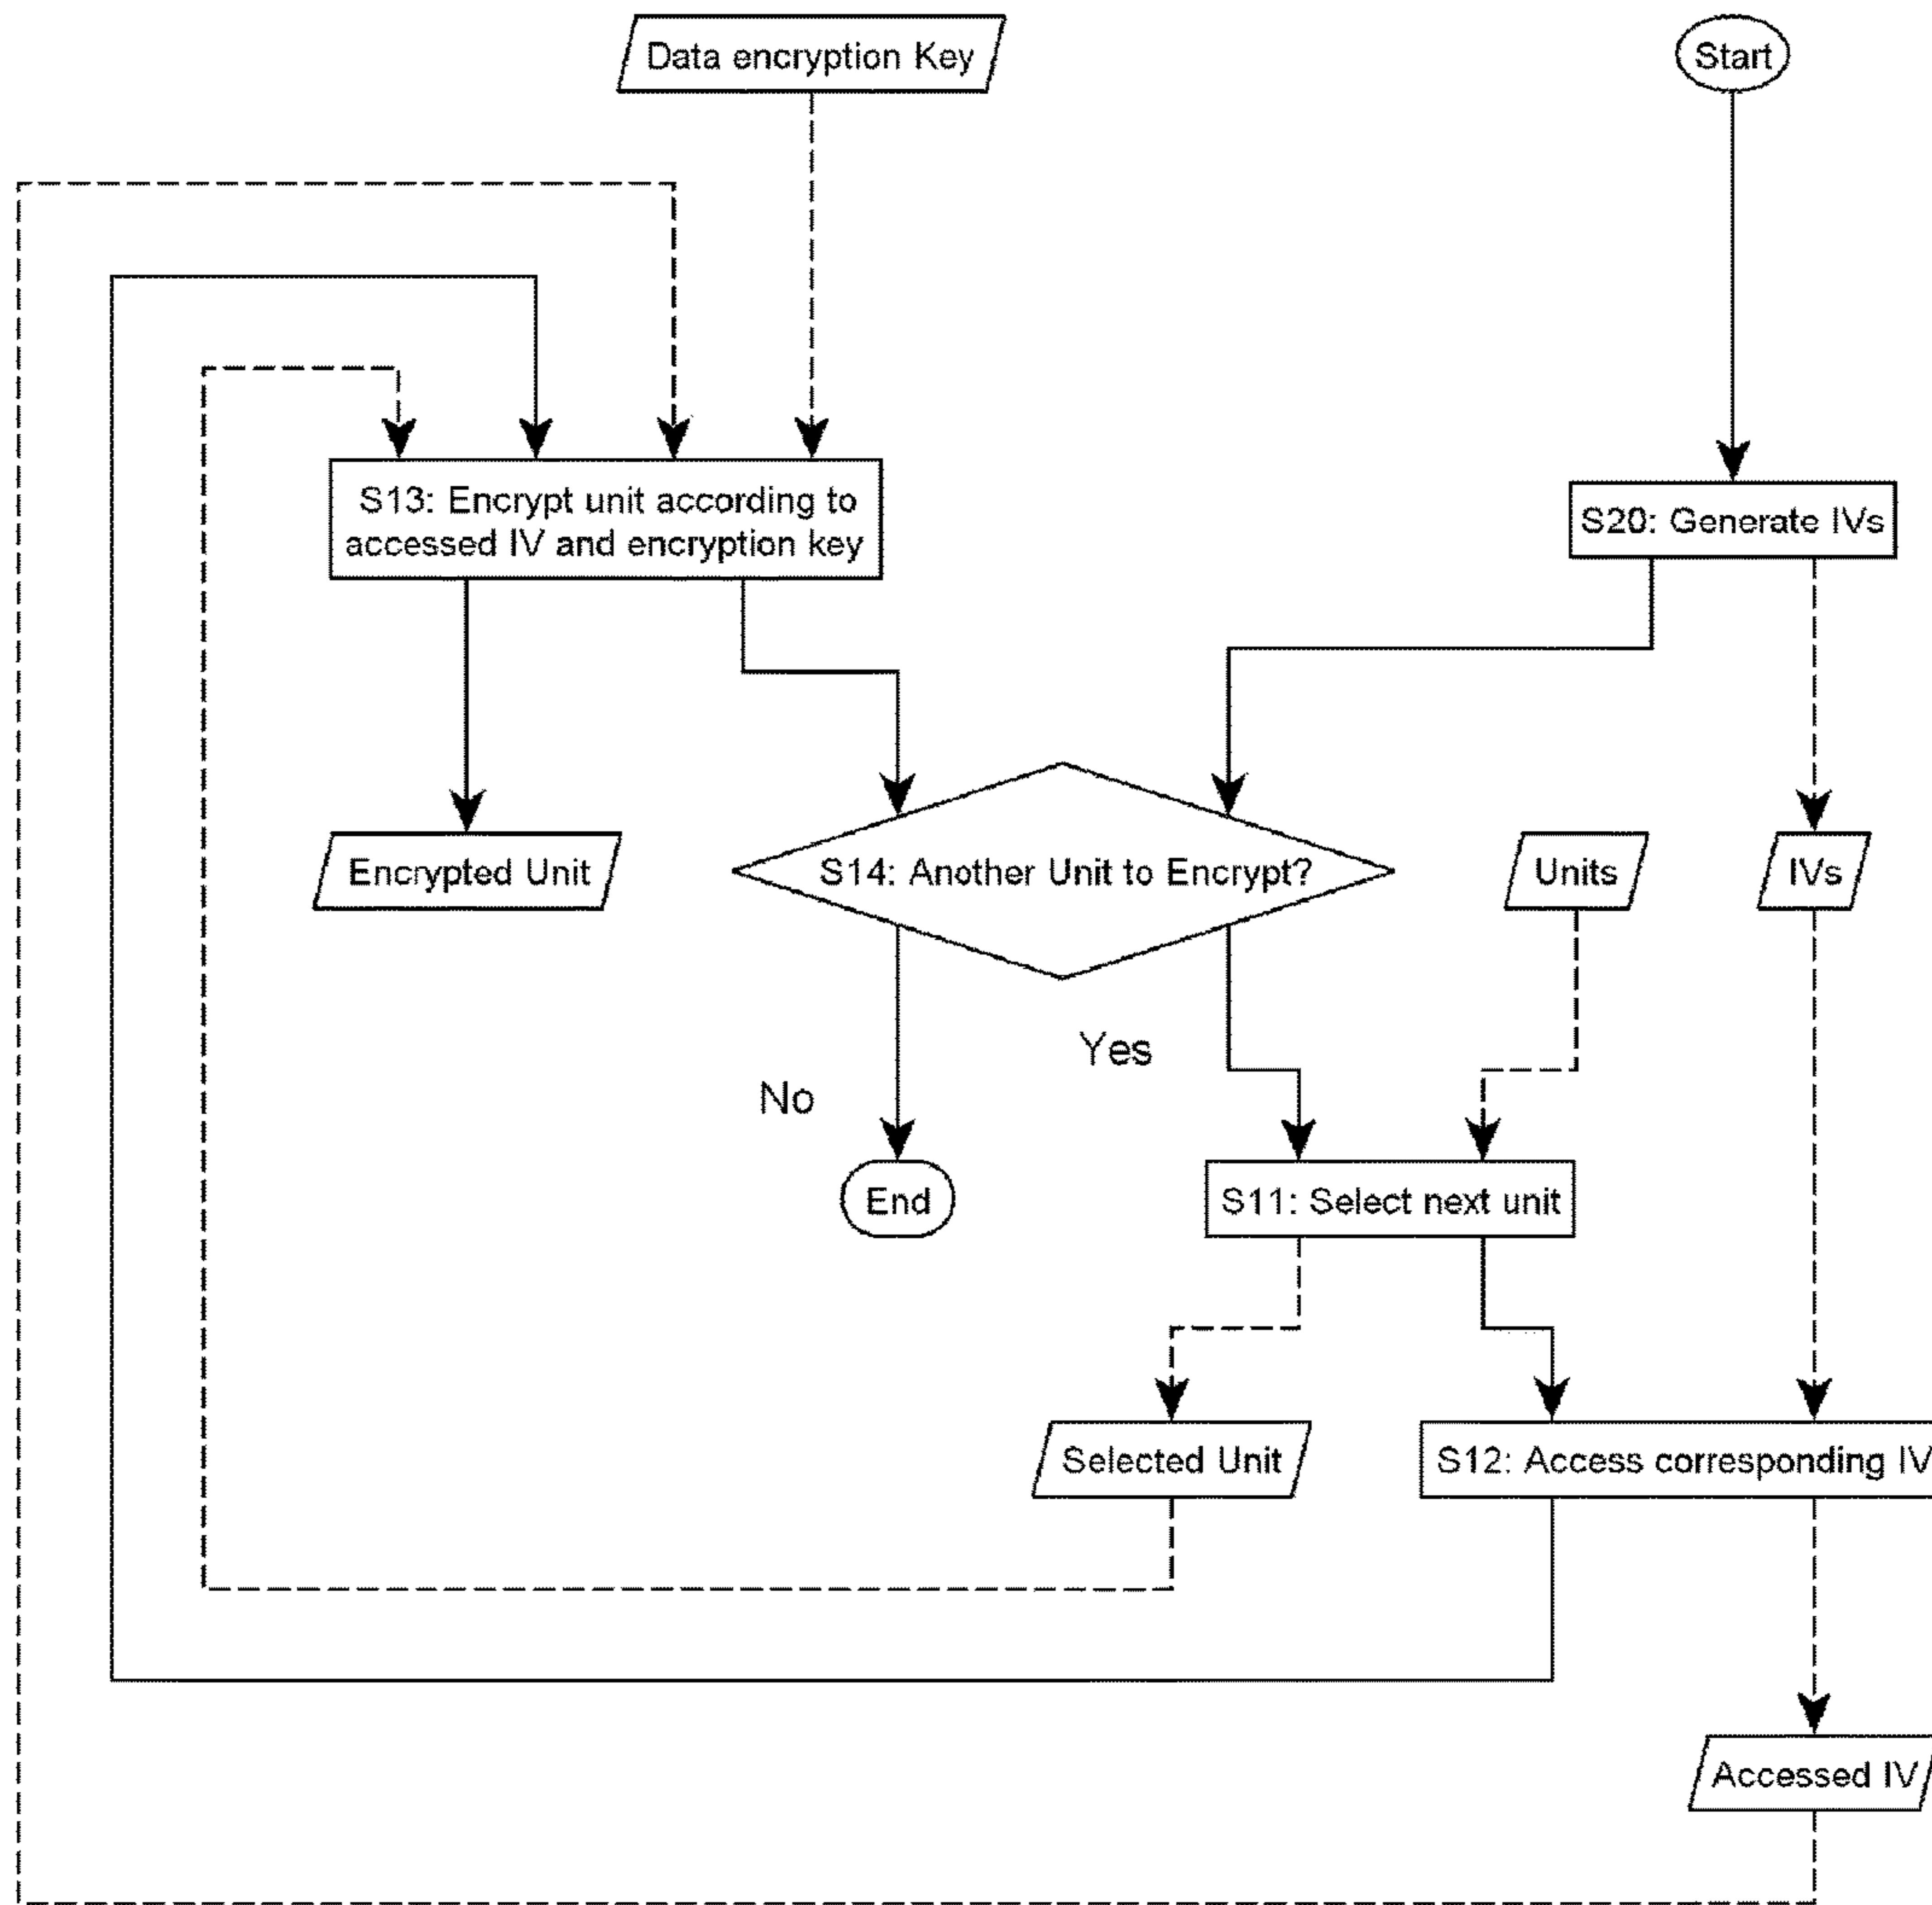 Data encryption Key
Start
S13: Encrypt unit according to
accessed IV and encryption key
S20: Generate IVs
Encrypted Unit
S14: Another Unit to Encrypt?
Units
IVs
Yes
No
End
S11: Select next unit
Selected Unit
S12: Access corresponding IV
Accessed IV